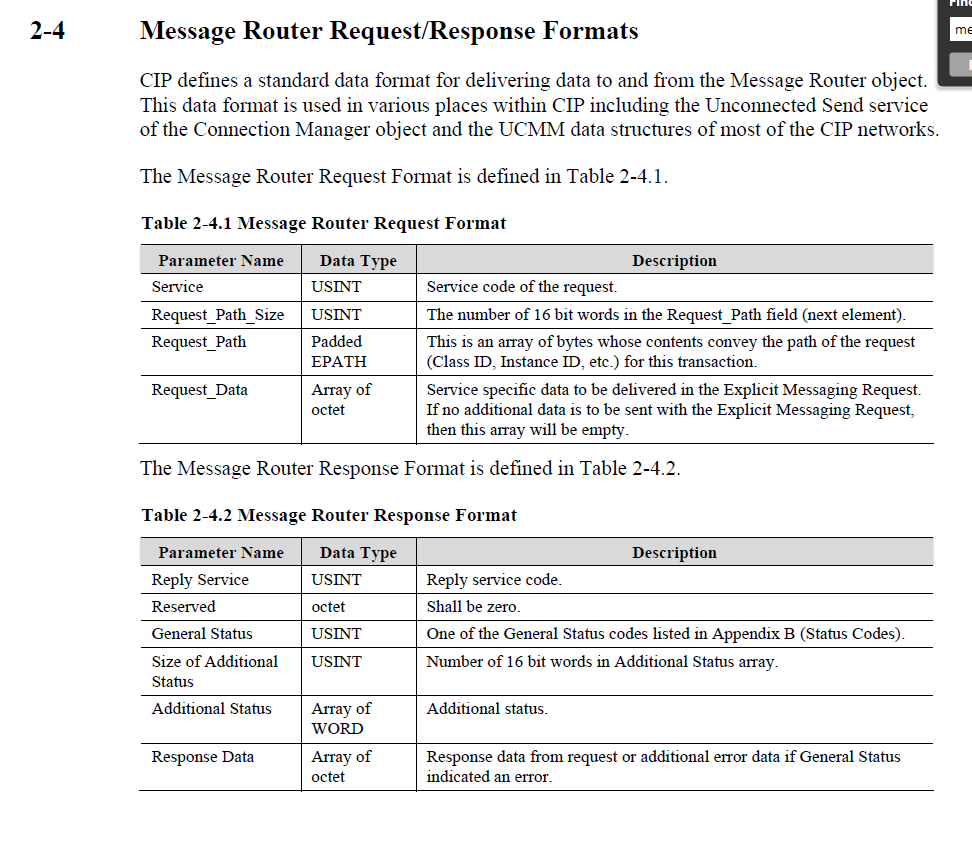 Find
me
2-4 Message Router Request/Response Formats
CIP defines a standard data format for delivering data to and from the Message Router object.
This data format is used in various places within CIP including the Unconnected Send service
of the Connection Manager object and the UCMM data structures of most of the CIP networks.
The Message Router Request Format is defined in Table 2-4.1.
Table 2-4.1 Message Router Request Format
Parameter Name Data Type Description
Service USINT Service code of the request.
Request_Path_Size USINT The number of 16 bit words in the Request_Path field (next element).
Request_Path Padded This is an array of bytes whose contents convey the path of the request
EPATH (Class ID, Instance ID, etc.) for this transaction.
Request_Data Array of Service specific data to be delivered in the Explicit Messaging Request.
octet If no additional data is to be sent with the Explicit Messaging Request,
then this array will be empty.
The Message Router Response Format is defined in Table 2-4.2.
Table 2-4.2 Message Router Response Format
Parameter Name Data Type Description
Reply Service USINT Reply service code.
Reserved octet Shall be zero.
General Status USINT One of the General Status codes listed in Appendix B (Status Codes).
Size of Additional USINT Number of 16 bit words in Additional Status array.
Status
Additional Status Array of Additional status.
WORD
Response Data Array of Response data from request or additional error data if General Status
octet indicated an error.